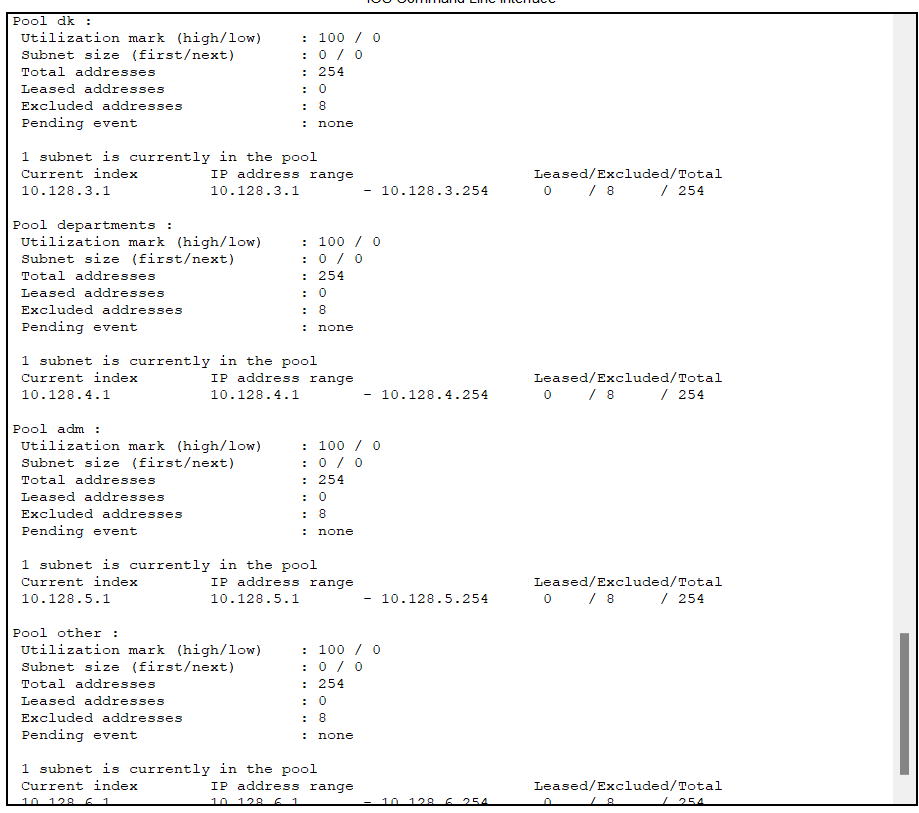 IOS Command Line Interface
Pool dk :
Utilization mark (high/low) : 100 / 0
Subnet size (first/next) : 0 / 0
Total addresses : 254
Leased addresses : 0
Excluded addresses : 8
Pending event : none
1 subnet is currently in the pool
Current index IP address range Leased/Excluded/Total
10.128.3.1 10.128.3.1 - 10.128.3.254 0 / 8 / 254
Pool departments :
Utilization mark (high/low) : 100 / 0
Subnet size (first/next) : 0 / 0
Total addresses : 254
Leased addresses : 0
Excluded addresses : 8
Pending event : none
1 subnet is currently in the pool
Current index IP address range Leased/Excluded/Total
10.128.4.1 10.128.4.1 - 10.128.4.254 0 / 8 / 254
Pool adm :
Utilization mark (high/low) : 100 / 0
Subnet size (first/next) : 0 / 0
Total addresses : 254
Leased addresses : 0
Excluded addresses : 8
Pending event : none
1 subnet is currently in the pool
Current index IP address range Leased/Excluded/Total
10.128.5.1 10.128.5.1 - 10.128.5.254 0 / 8 / 254
Pool other :
Utilization mark (high/low) : 100 / 0
Subnet size (first/next) : 0 / 0
Total addresses : 254
Leased addresses : 0
Excluded addresses : 8
Pending event : none
1 subnet is currently in the pool
Current index IP address range Leased/Excluded/Total
10.128.6.1 10.128.6.1 - 10.128.6.254 0 / 8 / 254